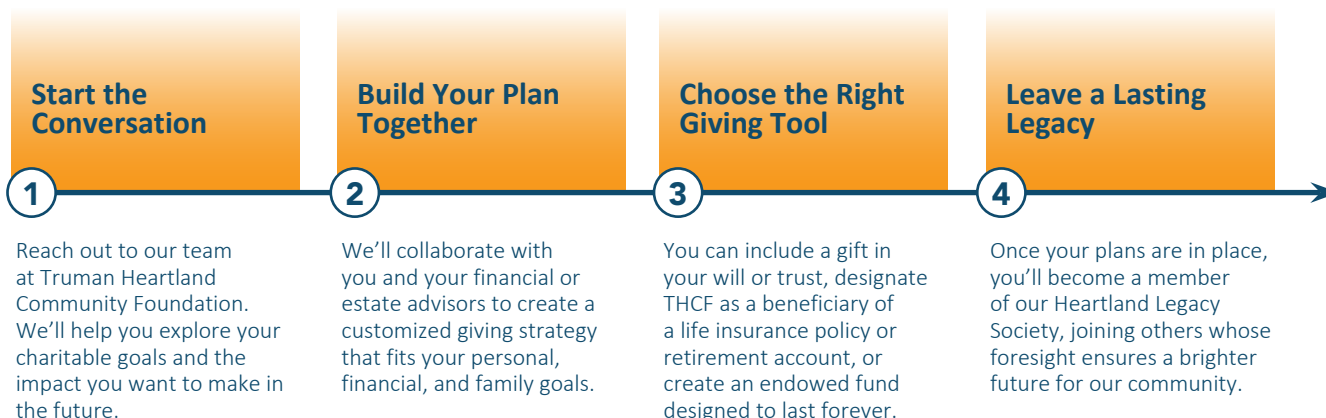 Start the
Conversation
1
Reach out to our team
at Truman Heartland
Community Foundation.
We’ll help you explore your
charitable goals and the
impact you want to make in
the future.
Build Your Plan
Together
2
We’ll collaborate with
you and your financial or
estate advisors to create a
customized giving strategy
that fits your personal,
financial, and family goals.
Choose the Right
Giving Tool
3
You can include a gift in
your will or trust, designate
THCF as a beneficiary of
a life insurance policy or
retirement account, or
create an endowed fund
designed to last forever.
Leave a Lasting
Legacy
4
Once your plans are in place,
you’ll become a member
of our Heartland Legacy
Society, joining others whose
foresight ensures a brighter
future for our community.